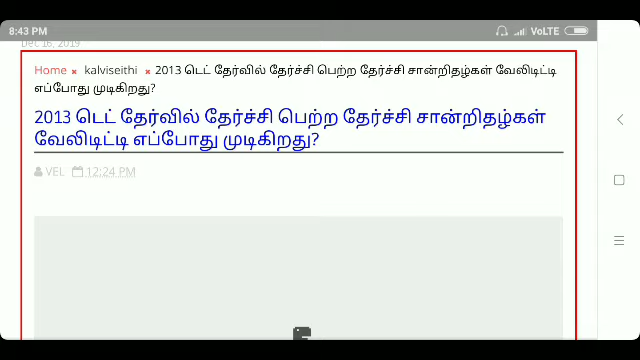 8:43 PM VoLTE
Dec 16, 2019
Home × kalviseithi × 2013 டெட் தேர்வில் தேர்ச்சி பெற்ற தேர்ச்சி சான்றிதழ்கள் வேலிடிட்டி
எப்போது முடிகிறது?
2013 டெட் தேர்வில் தேர்ச்சி பெற்ற தேர்ச்சி சான்றிதழ்கள்
வேலிடிட்டி எப்போது முடிகிறது?
VEL 12:24 PM